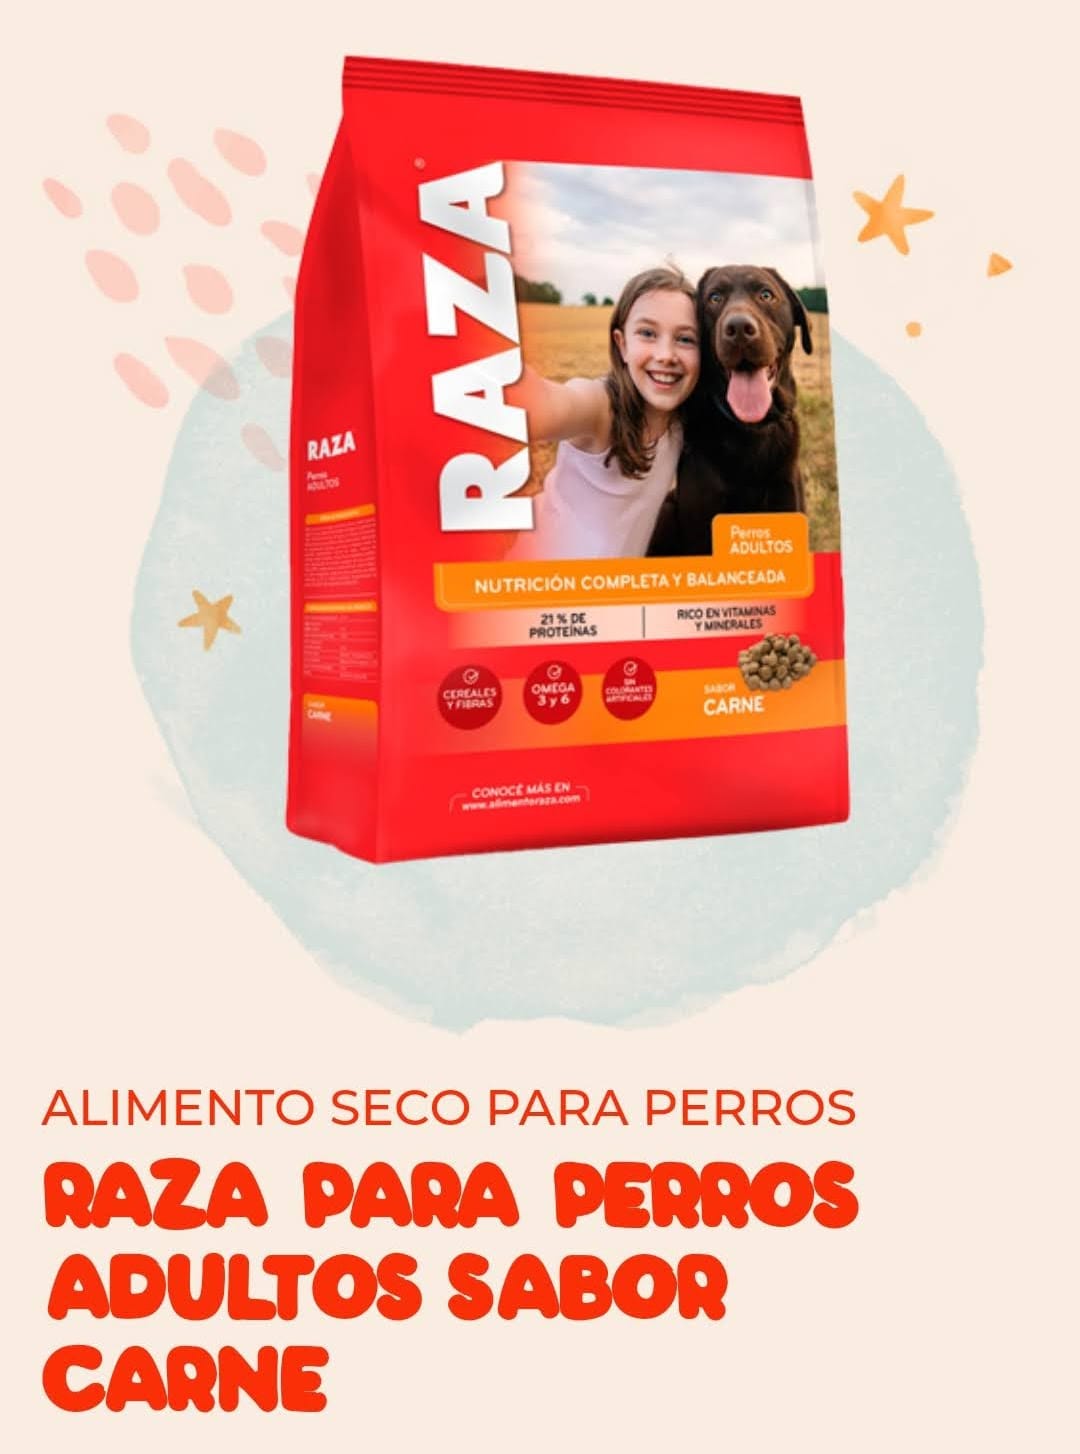 RAZA
®
Perros
ADULTOS
NUTRICIÓN COMPLETA Y BALANCEADA
21 % DE
PROTEÍNAS
RICO EN VITAMINAS
Y MINERALES
CEREALES
Y FIBRAS
OMEGA
3 y 6
SIN
COLORANTES
ARTIFICIALES
SABOR
CARNE
CONOCÉ MÁS EN
www.alimentoraza.com
RAZA
Perros
ADULTOS
SABOR
CARNE
ALIMENTO SECO PARA PERROS
RAZA PARA PERROS
ADULTOS SABOR
CARNE